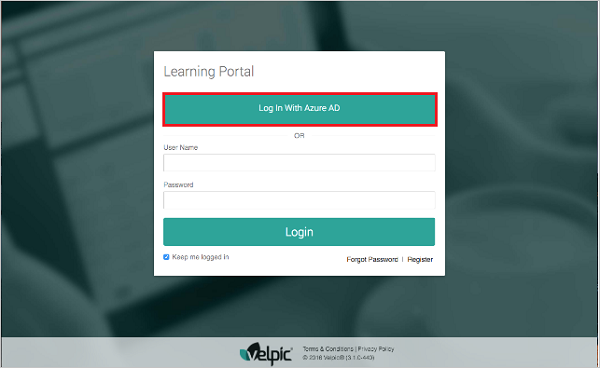 Learning Portal
Log In With Azure AD
OR
User Name
Password
Login
Keep me logged in
Forgot Password | Register
Velpic®
Terms & Conditions | Privacy Policy
© 2216 Velpic® (3.1.0-440)